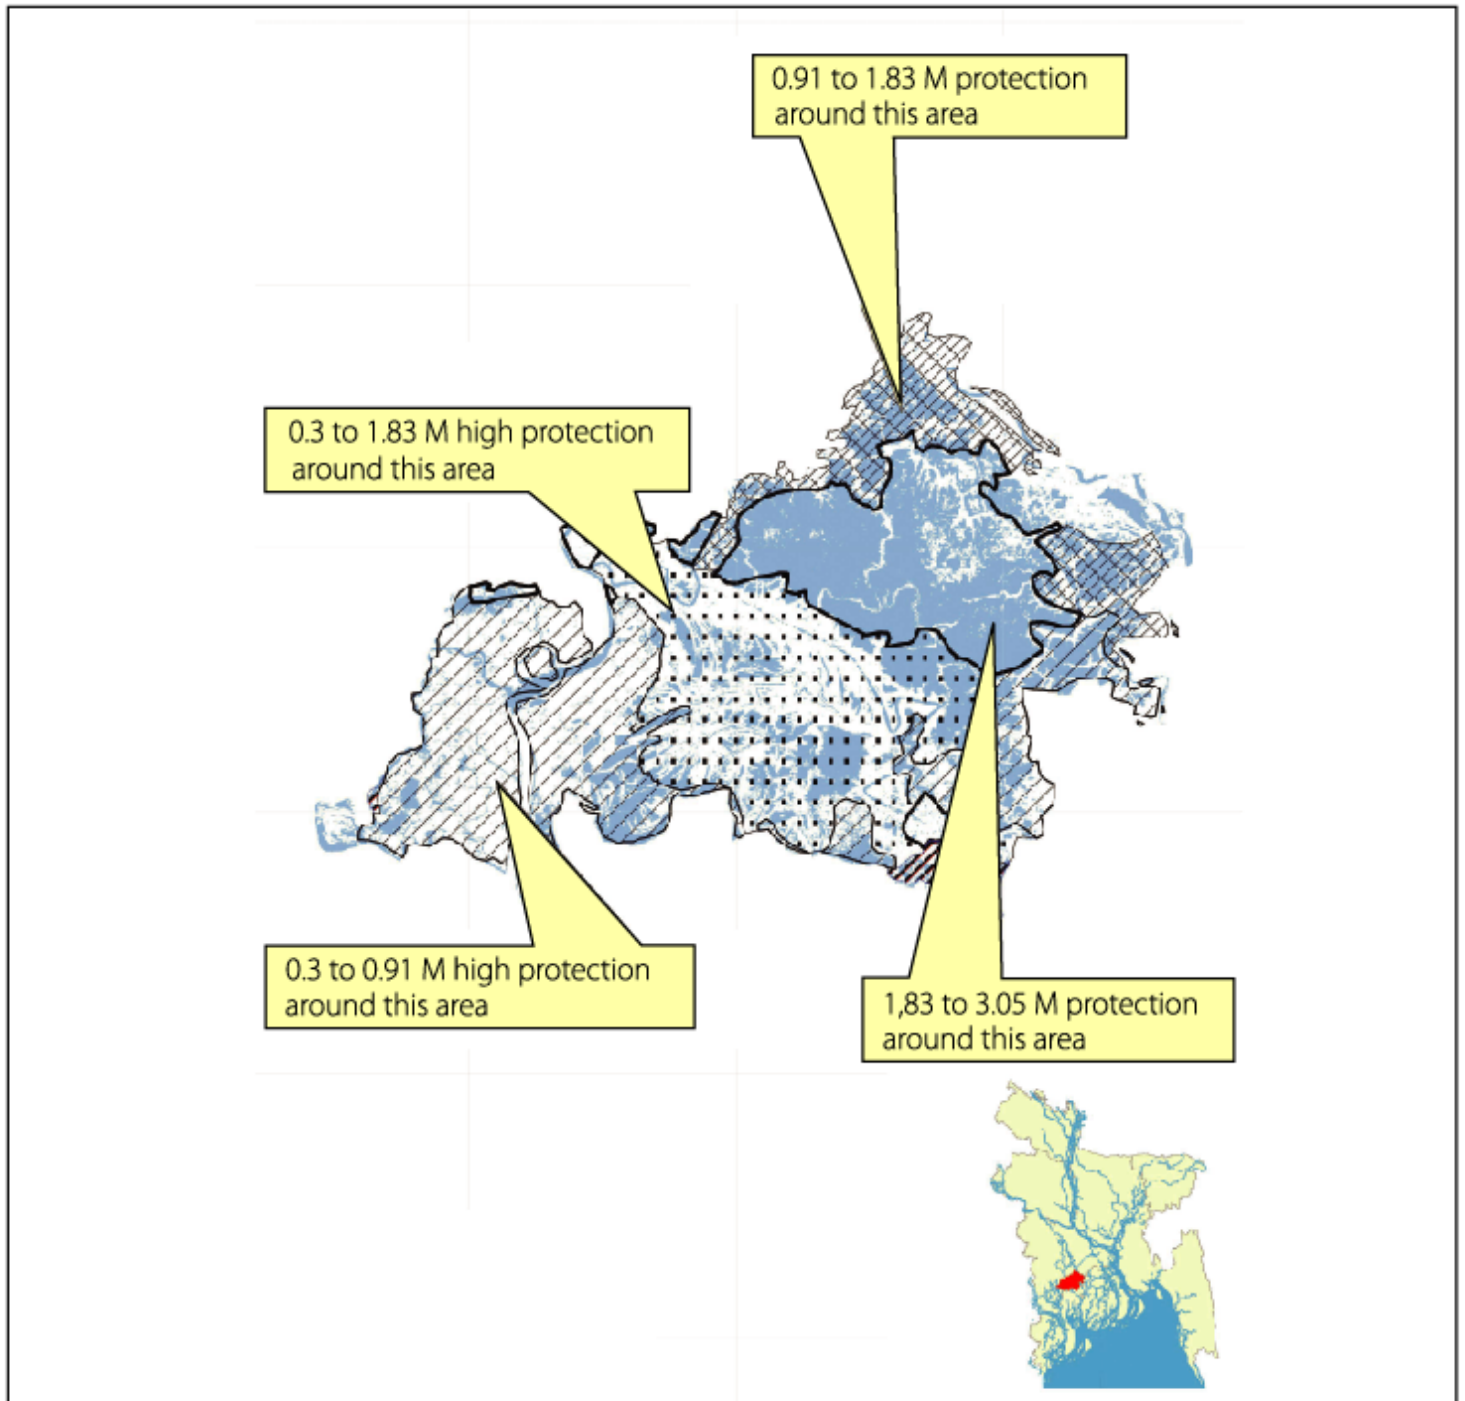 0.91 to 1.83 M protection
around this area
0.3 to 1.83 M high protection
around this area
0.3 to 0.91 M high protection
around this area
1,83 to 3.05 M protection
around this area